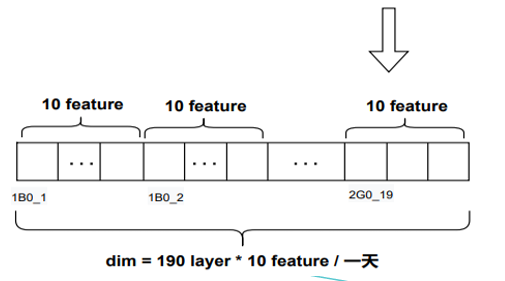 10 feature 10 feature 10 feature
... ... ...
1B0_1 1B0_2 2G0_19
dim = 190 layer * 10 feature / 一天